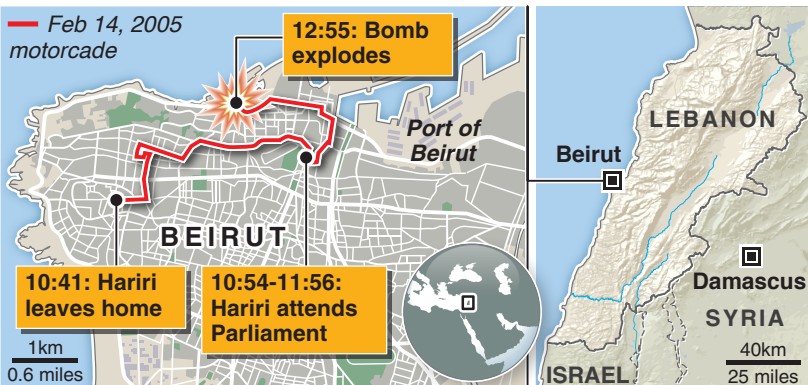 Feb 14, 2005
motorcade
12:55: Bomb
explodes
Port of
Beirut
BEIRUT
10:41: Hariri
leaves home
10:54-11:56:
Hariri attends
Parliament
1km
0.6 miles
LEBANON
Beirut
Damascus
SYRIA
ISRAEL
40km
25 miles